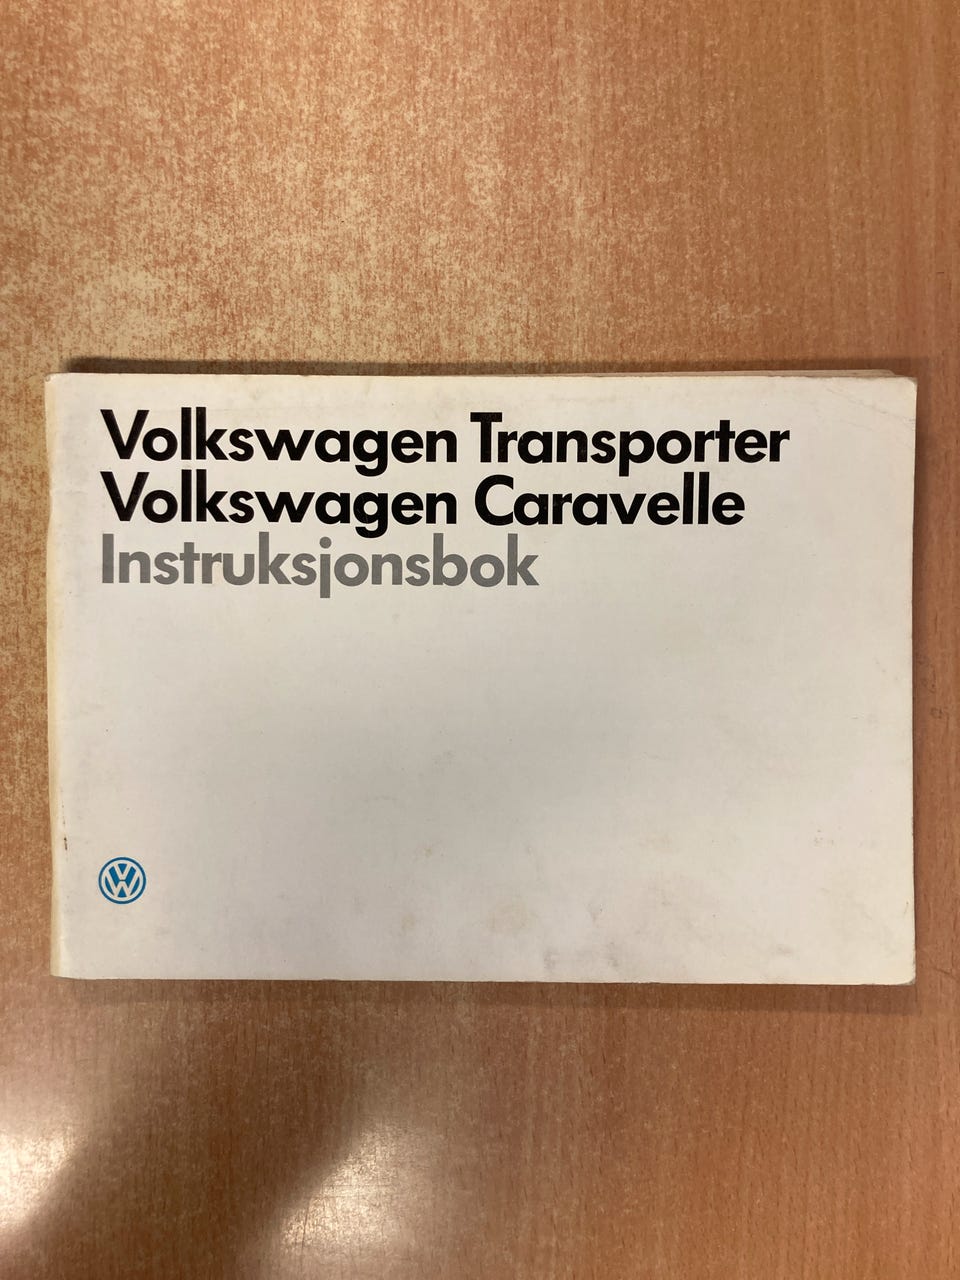 Volkswagen Transporter
Volkswagen Caravelle
Instruksjonsbok
VW